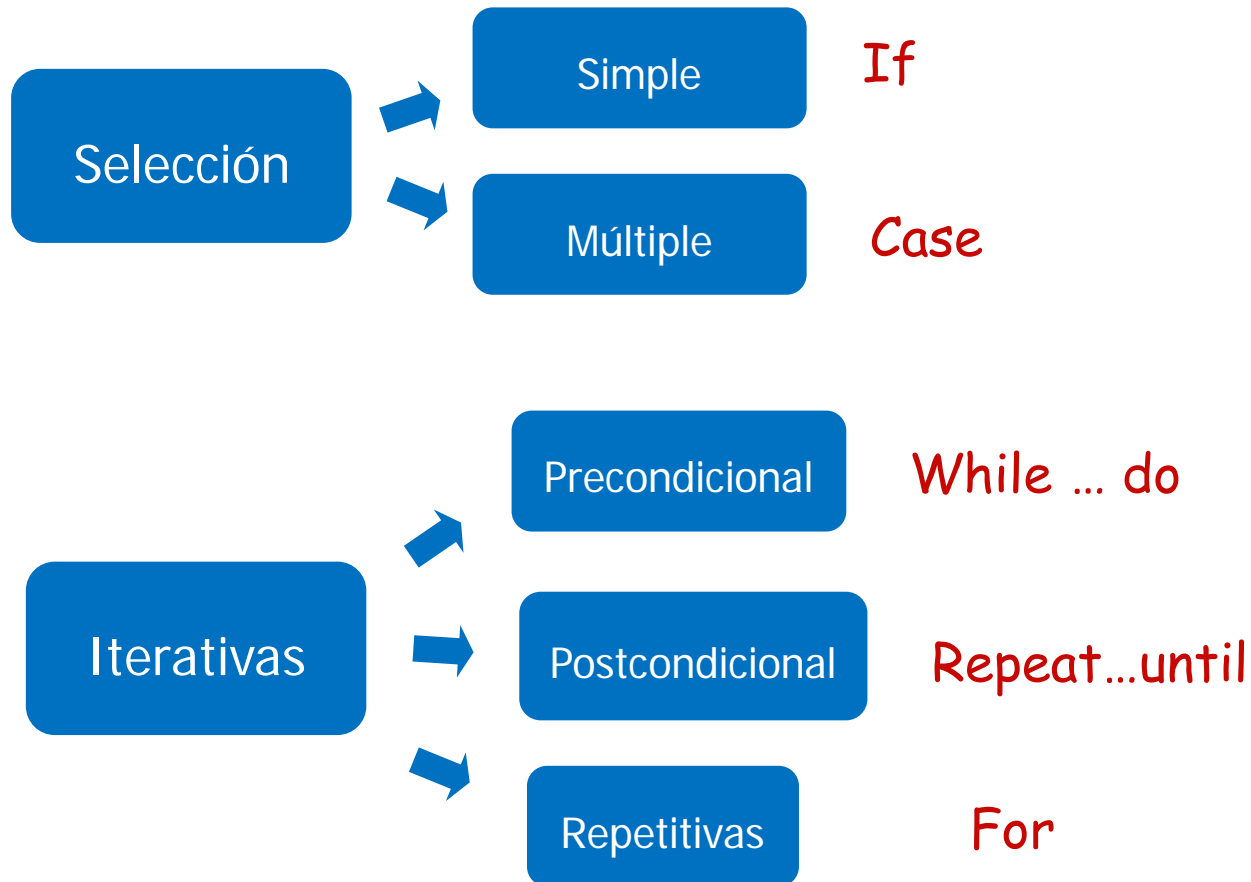 Selección
Simple
If
Múltiple
Case
Iterativas
Precondicional
While ... do
Postcondicional
Repeat...until
Repetitivas
For